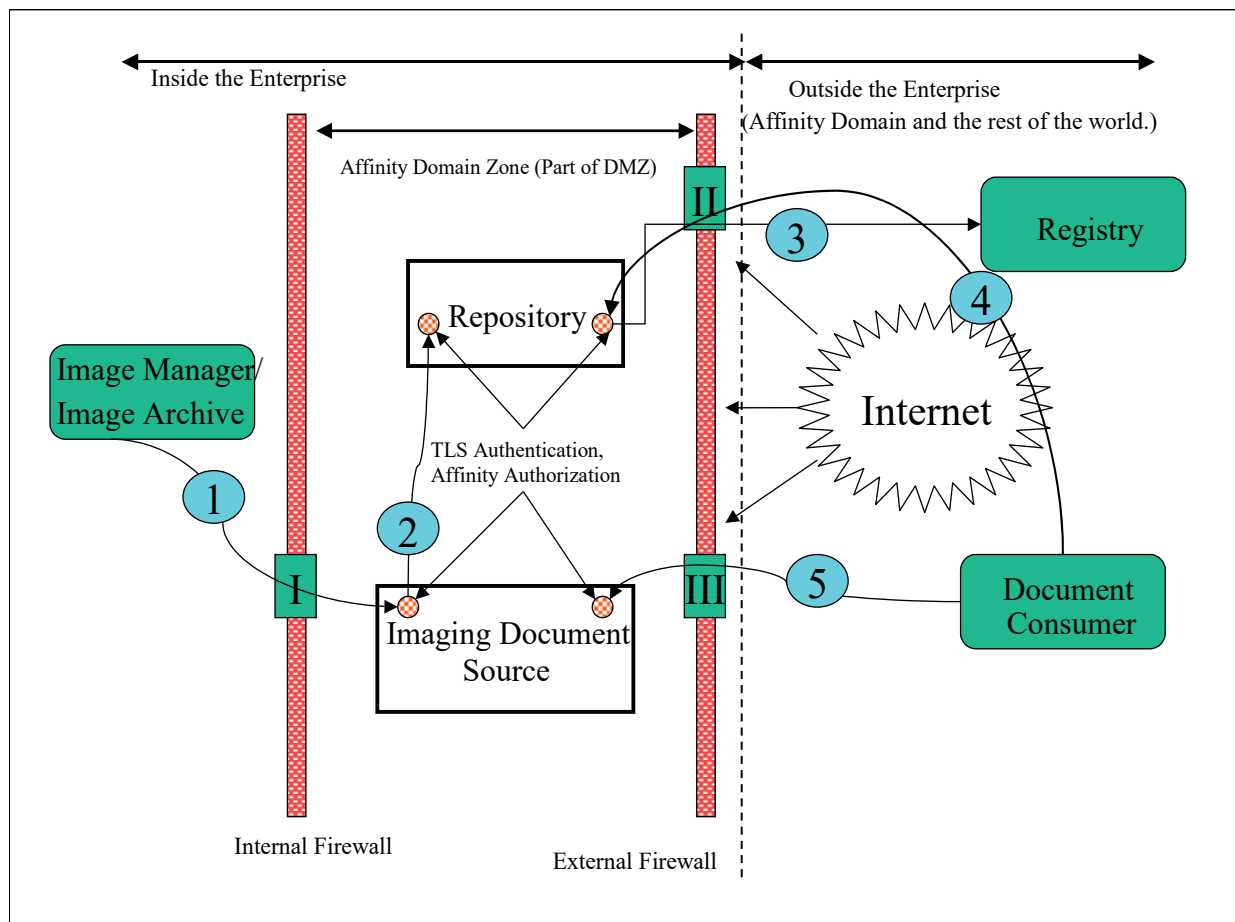 Inside the Enterprise
Outside the Enterprise
(Affinity Domain and the rest of the world.)
Affinity Domain Zone (Part of DMZ)
II
3
Registry
4
Repository
Image Manager/
Image Archive
Internet
TLS Authentication,
Affinity Authorization
1
2
I
III
5
Imaging Document
Source
Document
Consumer
Internal Firewall
External Firewall